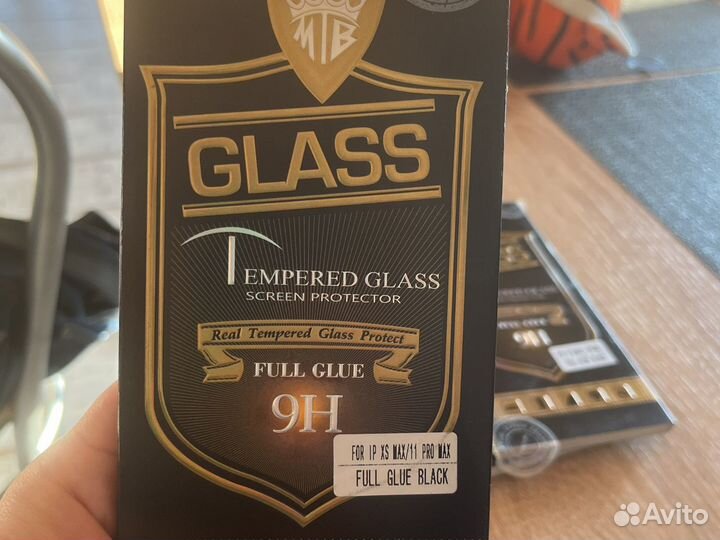 MTB
GLASS
TEMPERED GLASS
SCREEN PROTECTOR
Real Tempered Glass Protect
FULL GLUE
9H
FOR IP XS MAX/11 PRO MAX
FULL GLUE BLACK
9H
Avito